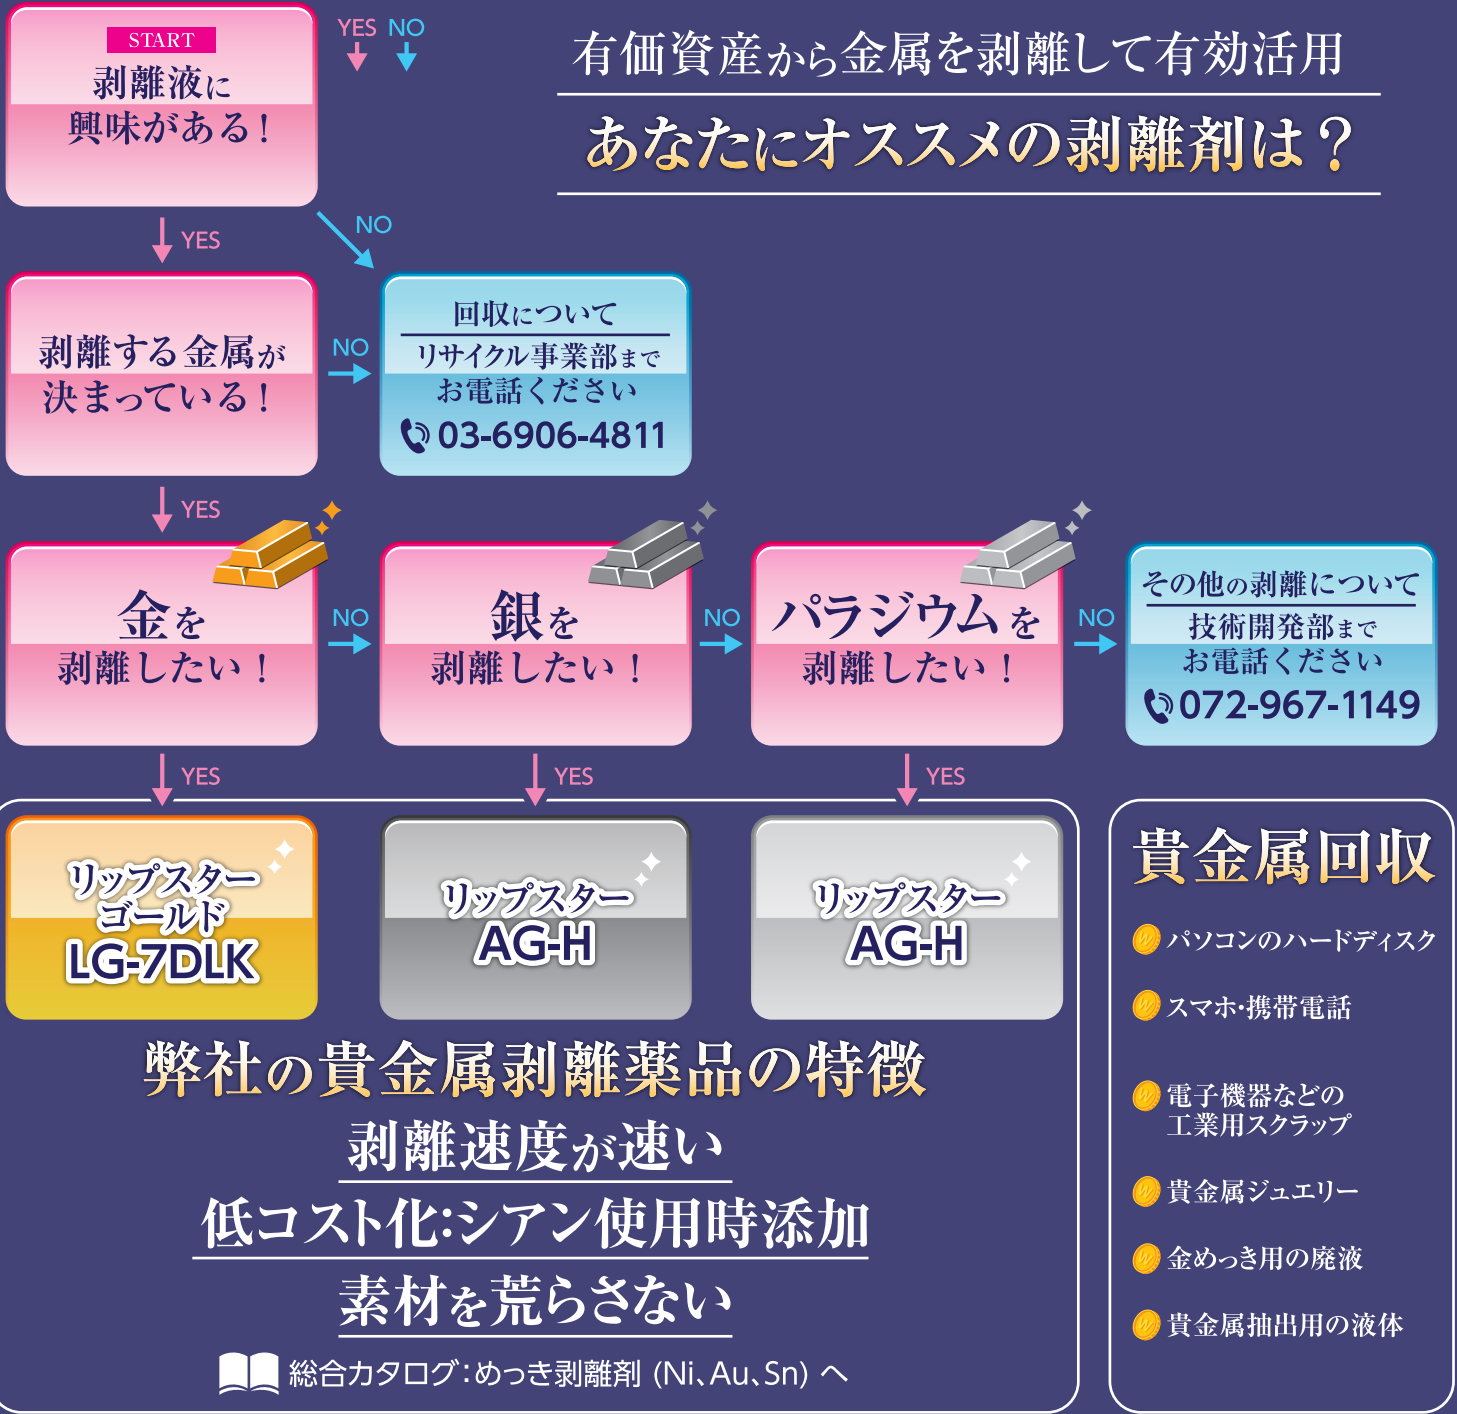 START
剥離液に
興味がある！
YES NO
有価資産から金属を剥離して有効活用
あなたにオススメの剥離剤は？
YES
NO
剥離する金属が
決まっている！
NO
回収について
リサイクル事業部まで
お電話ください
03-6906-4811
YES
金を
剥離したい！
NO
銀を
剥離したい！
NO
パラジウムを
剥離したい！
NO
その他の剥離について
技術開発部まで
お電話ください
072-967-1149
YES
YES
YES
リップスター
ゴールド
LG-7DLK
リップスター
AG-H
リップスター
AG-H
弊社の貴金属剥離薬品の特徴
剥離速度が速い
低コスト化：シアン使用時添加
素材を荒らさない
総合カタログ：めっき剥離剤 (Ni、Au、Sn) へ
貴金属回収
パソコンのハードディスク
スマホ・携帯電話
電子機器などの
工業用スクラップ
貴金属ジュエリー
金めっき用の廃液
貴金属抽出用の液体